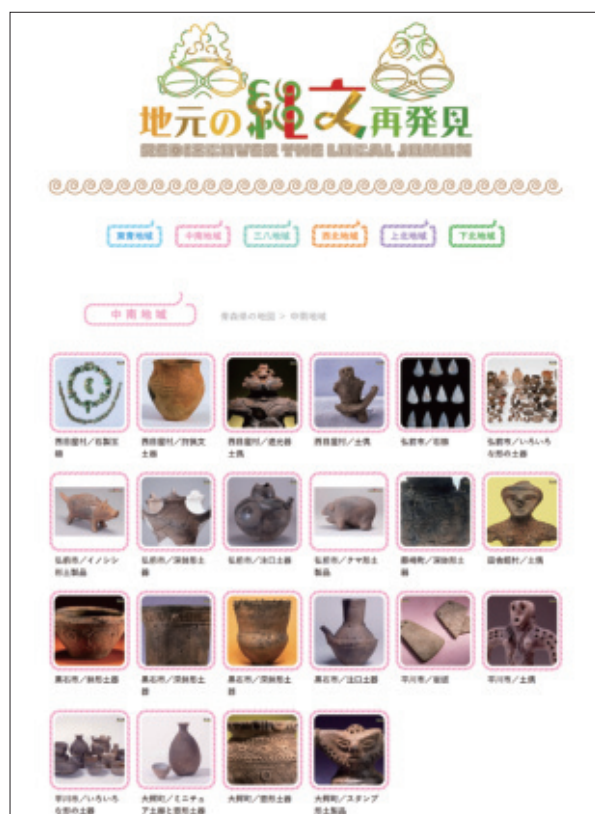 地元の縄文再発見
REDISCOVER THE LOCAL JOMON
東青地域 中南地域 三八地域 西北地域 上北地域 下北地域
中南地域 青森県の地図 > 中南地域
西目屋村/石製玉類 西目屋村/狩猟文土器 西目屋村/遮光器土偶 西目屋村/土偶 弘前市/石鏃 弘前市/いろいろな形の土器
弘前市/イノシシ形土製品 弘前市/深鉢形土器 弘前市/注口土器 弘前市/クマ形土製品 藤崎町/深鉢形土器 田舎館村/土偶
黒石市/鉢形土器 黒石市/深鉢形土器 黒石市/深鉢形土器 黒石市/注口土器 平川市/岩版 平川市/土偶
平川市/いろいろな形の土器 大鰐町/ミニチュア土器と壺形土器 大鰐町/壺形土器 大鰐町/スタンプ形土製品